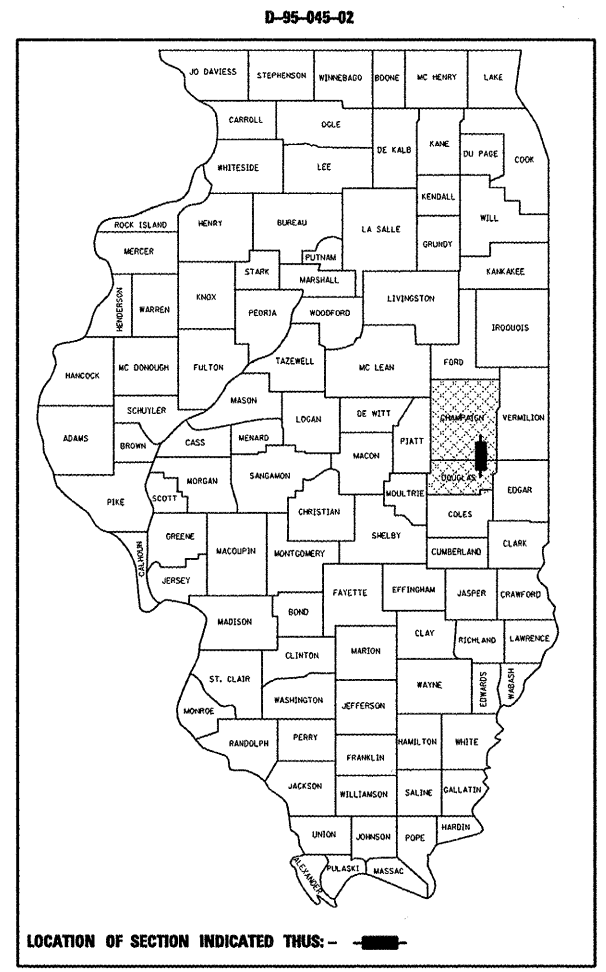 D-95-045-02
JO DAVIESS
STEPHENSON
WINNEBAGO
BOONE
MC HENRY
LAKE
CARROLL
OGLE
DE KALB
KANE
DU PAGE
COOK
WHITESIDE
LEE
KENDALL
WILL
ROCK ISLAND
HENRY
BUREAU
LA SALLE
GRUNDY
MERCER
PUTNAM
STARK
MARSHALL
KANKAKEE
HENDERSON
WARREN
KNOX
PEORIA
WOODFORD
LIVINGSTON
IROQUOIS
HANCOCK
MC DONOUGH
FULTON
TAZEWELL
MC LEAN
FORD
SCHUYLER
MASON
LOGAN
DE WITT
CHAMPAIGN
VERMILION
ADAMS
BROWN
CASS
MENARD
MACON
PIATT
PIKE
SCOTT
MORGAN
SANGAMON
CHRISTIAN
MOULTRIE
DOUGLAS
EDGAR
COLES
CALHOUN
GREENE
MACOUPIN
MONTGOMERY
SHELBY
CUMBERLAND
CLARK
JERSEY
FAYETTE
EFFINGHAM
JASPER
CRAWFORD
MADISON
BOND
CLAY
RICHLAND
LAWRENCE
CLINTON
MARION
ST. CLAIR
WASHINGTON
JEFFERSON
WAYNE
EDWARDS
WABASH
MONROE
RANDOLPH
PERRY
FRANKLIN
HAMILTON
WHITE
JACKSON
WILLIAMSON
SALINE
GALLATIN
UNION
JOHNSON
POPE
HARDIN
ALEXANDER
PULASKI
MASSAC
LOCATION OF SECTION INDICATED THUS: -